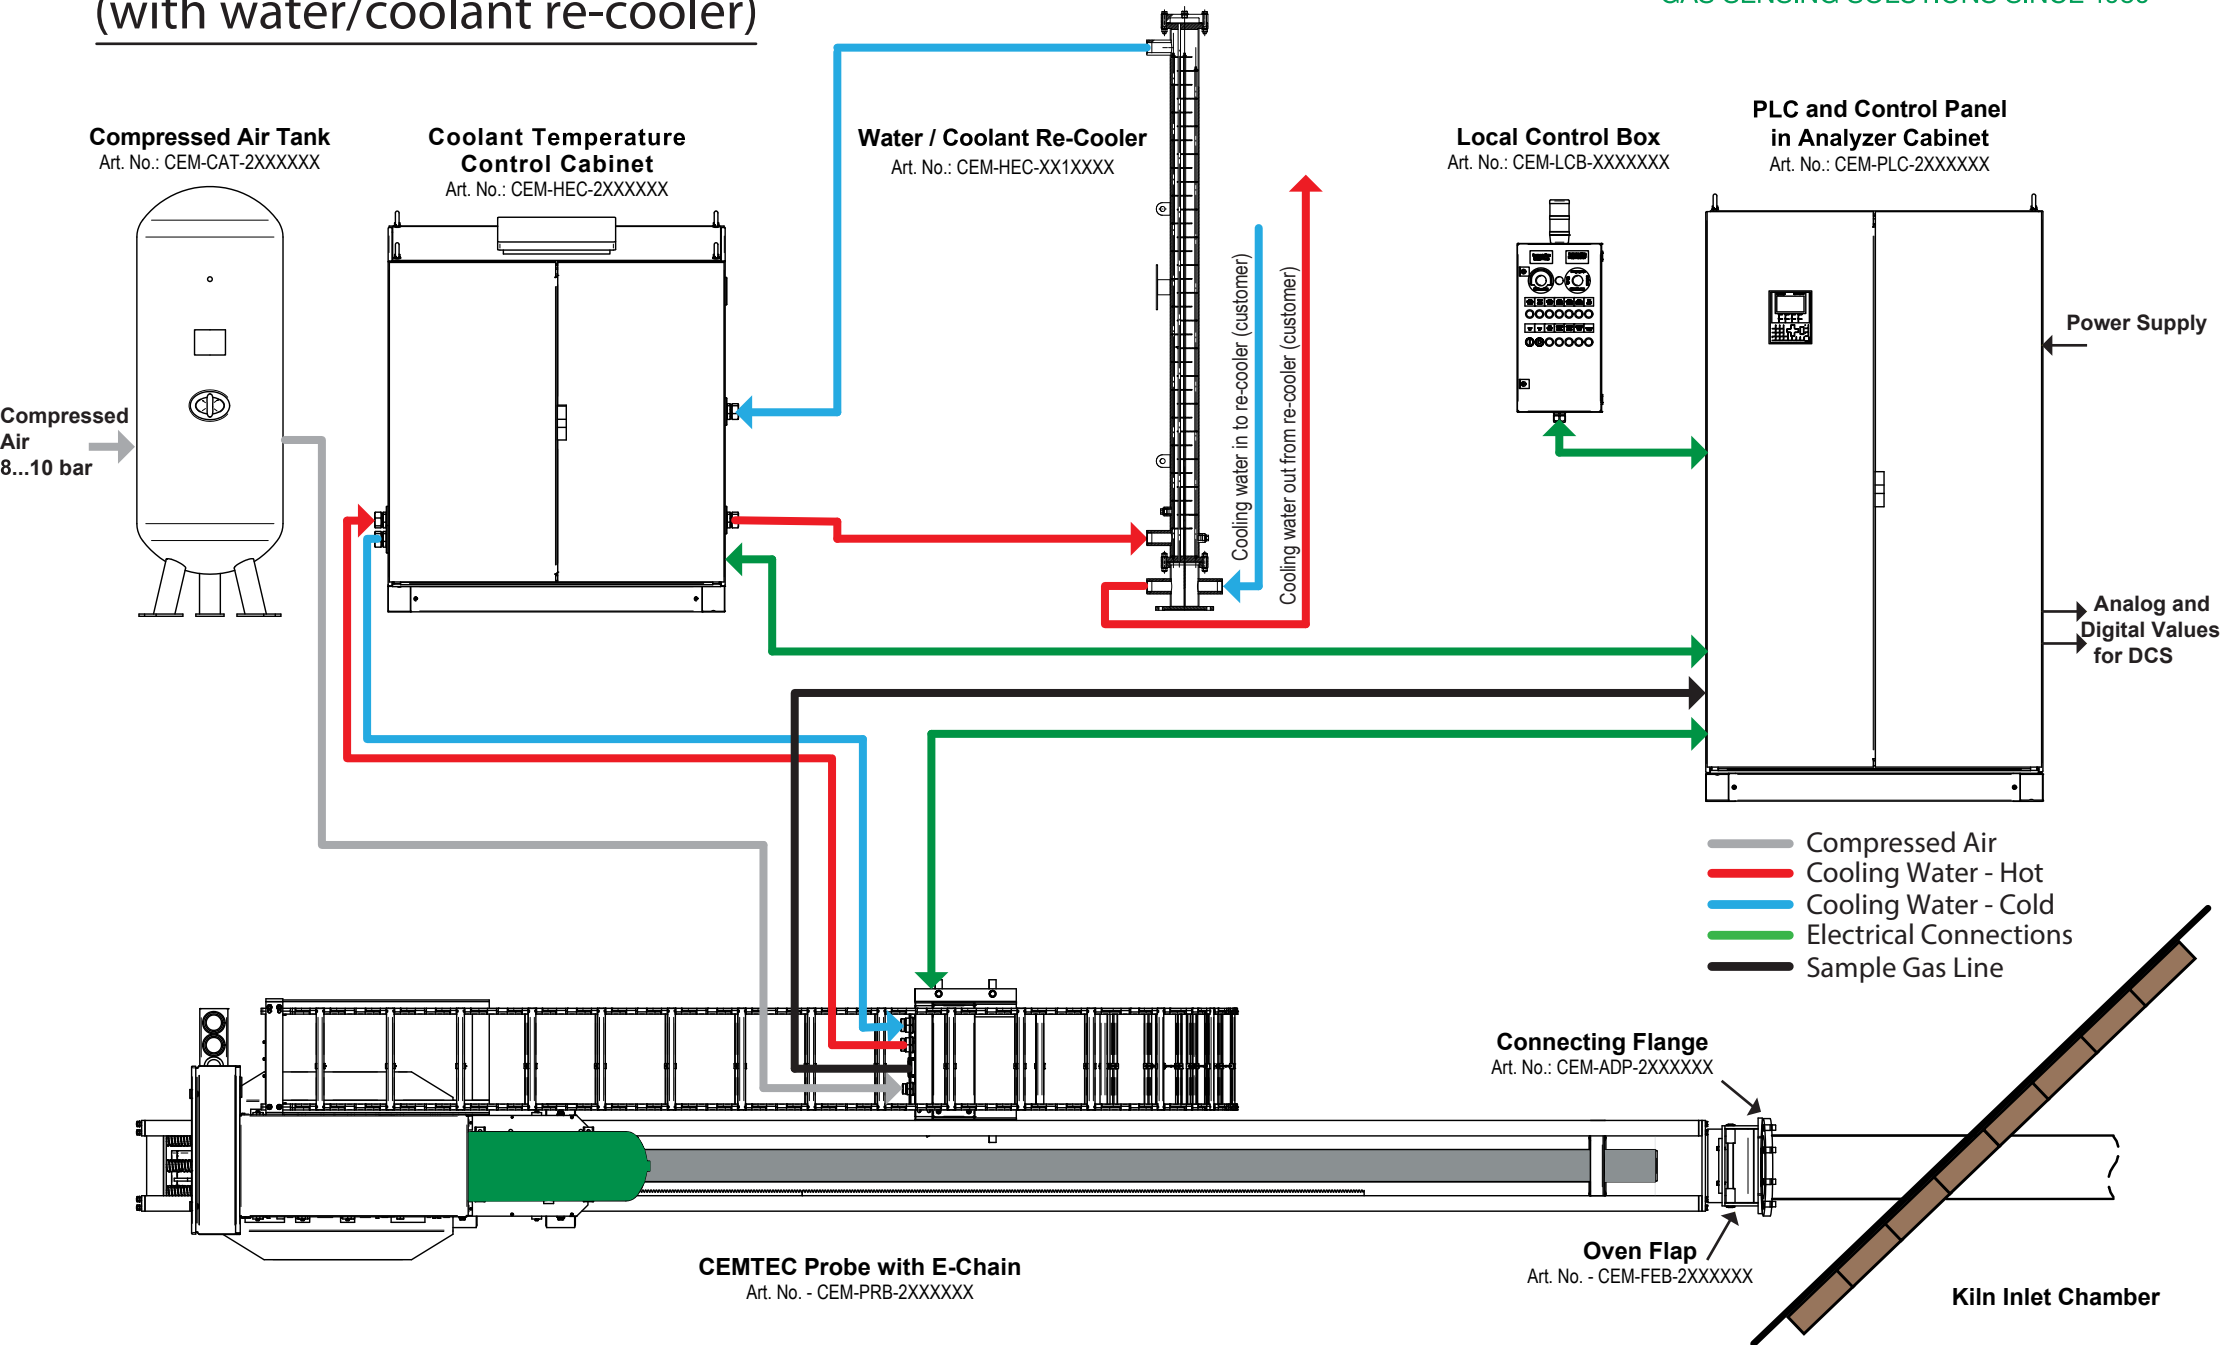 (with water/coolant re-cooler)
GAS SENSING SOLUTIONS SINCE
Compressed Air Tank
Art. No.: CEM-CAT-2XXXXXX
Coolant Temperature
Control Cabinet
Art. No.: CEM-HEC-2XXXXXX
Water / Coolant Re-Cooler
Art. No.: CEM-HEC-XX1XXXX
Local Control Box
Art. No.: CEM-LCB-XXXXXXX
PLC and Control Panel
in Analyzer Cabinet
Art. No.: CEM-PLC-2XXXXXX
Cooling water in to re-cooler (customer)
Cooling water out from re-cooler (customer)
Power Supply
Compressed
Air
8...10 bar
Analog and
Digital Values
for DCS
Compressed Air
Cooling Water - Hot
Cooling Water - Cold
Electrical Connections
Sample Gas Line
Connecting Flange
Art. No.: CEM-ADP-2XXXXXX
Oven Flap
Art. No. - CEM-FEB-2XXXXXX
CEMTEC Probe with E-Chain
Art. No. - CEM-PRB-2XXXXXX
Kiln Inlet Chamber